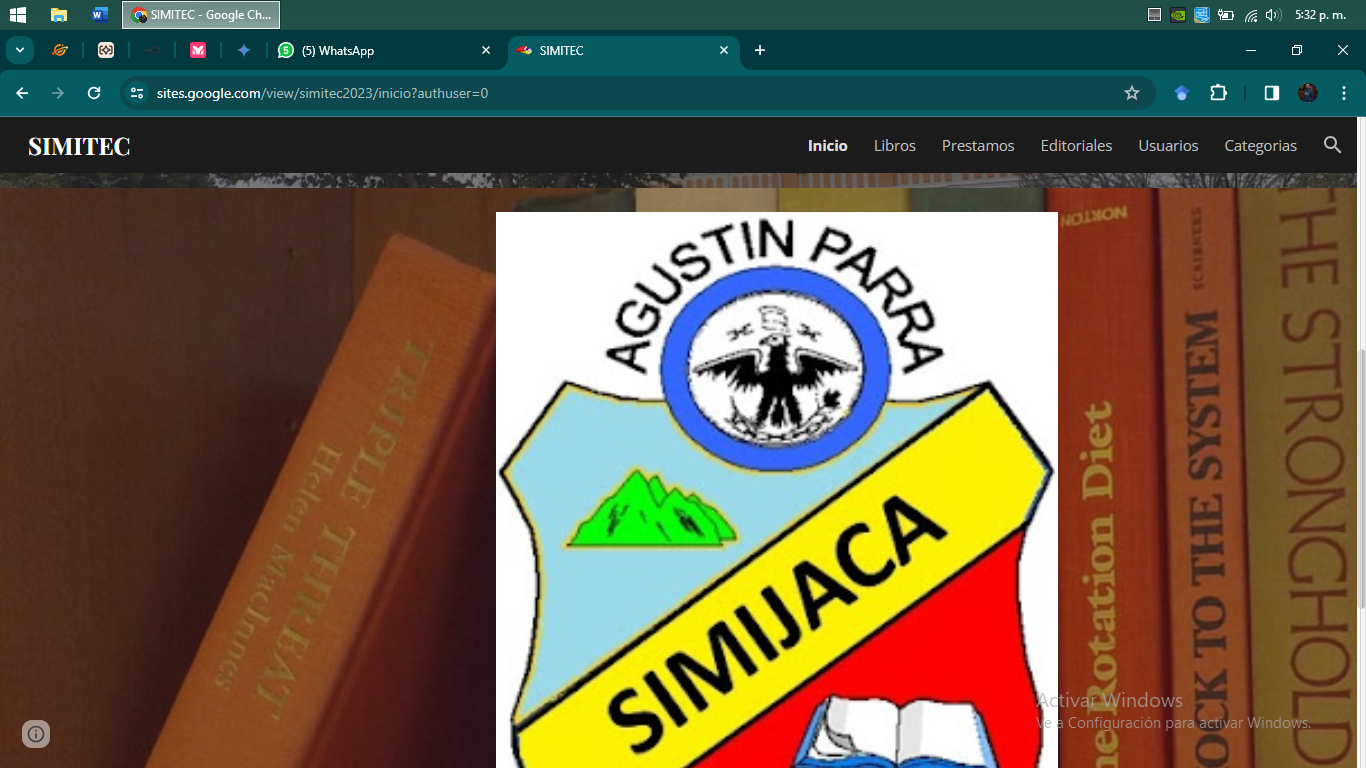 SIMITEC - Google Ch...
5:32 p. m.
(5) WhatsApp
SIMITEC
sites.google.com/view/simitec2023/inicio?authuser=0
SIMITEC
Inicio
Libros
Prestamos
Editoriales
Usuarios
Categorias
AGUSTIN PARRA
SIMIJACA
TRIPLE THREAT
Helen MacInnes
NORTON
Rotation Diet
SCRIBNERS
OCK TO THE SYSTEM
THE STRONGHOLD
Activar Windows
Ve a Configuración para activar Windows.